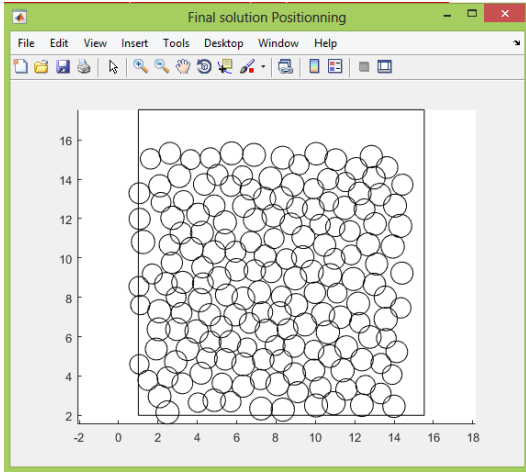 Final solution Positionning
File Edit View Insert Tools Desktop Window Help
16
14
12
10
8
6
4
2
-2 0 2 4 6 8 10 12 14 16 18